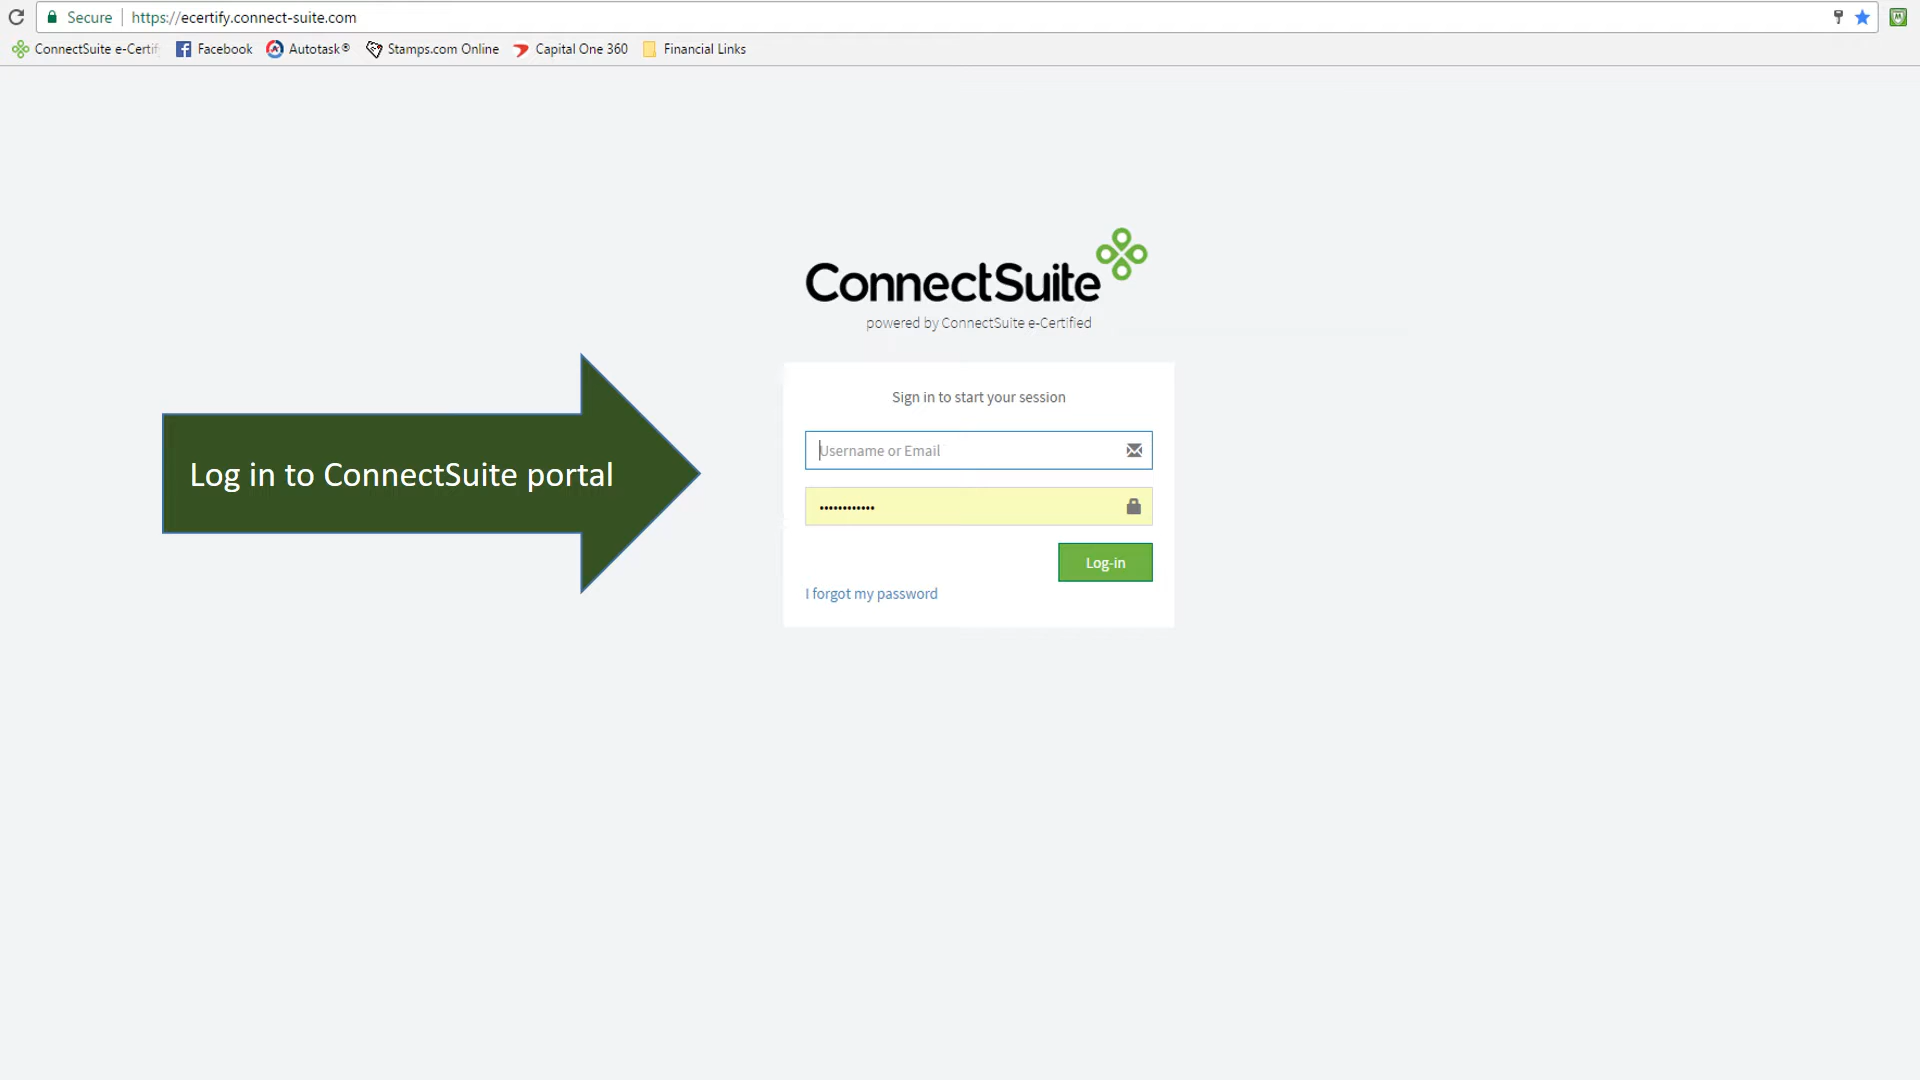 Secure https://ecertify.connect-suite.com
ConnectSuite e-Certif Facebook Autotask® Stamps.com Online Capital One 360 Financial Links
ConnectSuite
powered by ConnectSuite e-Certified
Sign in to start your session
Username or Email
••••••••••••
Log-in
I forgot my password
Log in to ConnectSuite portal